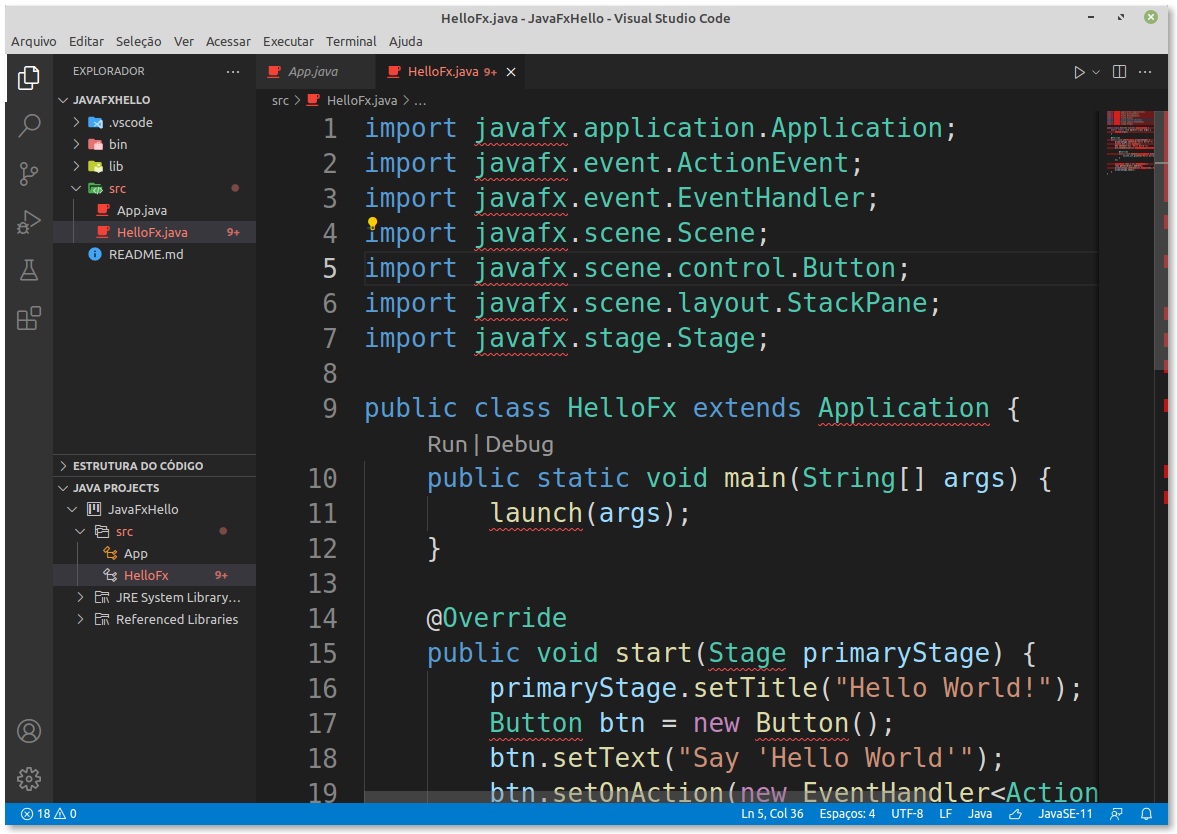 HelloFx.java - JavaFxHello - Visual Studio Code
Arquivo Editar Seleção Ver Acessar Executar Terminal Ajuda
EXPLORADOR
JAVAFXHELLO
.vscode
bin
lib
src
App.java
HelloFx.java 9+
README.md
ESTRUTURA DO CÓDIGO
JAVA PROJECTS
JavaFxHello
src
App
HelloFx 9+
JRE System Library...
Referenced Libraries
App.java HelloFx.java 9+
src > HelloFx.java > ...
1 import javafx.application.Application;
2 import javafx.event.ActionEvent;
3 import javafx.event.EventHandler;
4 import javafx.scene.Scene;
5 import javafx.scene.control.Button;
6 import javafx.scene.layout.StackPane;
7 import javafx.stage.Stage;
8
9 public class HelloFx extends Application {
Run | Debug
10 public static void main(String[] args) {
11 launch(args);
12 }
13
14 @Override
15 public void start(Stage primaryStage) {
16 primaryStage.setTitle("Hello World!");
17 Button btn = new Button();
18 btn.setText("Say 'Hello World'");
19 btn.setOnAction(new EventHandler<Action
18 0 Ln 5, Col 36 Espaços: 4 UTF-8 LF Java JavaSE-11